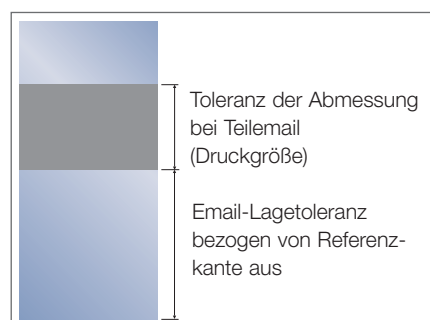 Toleranz der Abmessung
bei Teilemail
(Druckgröße)
Email-Lagetoleranz
bezogen von Referenz-
kante aus